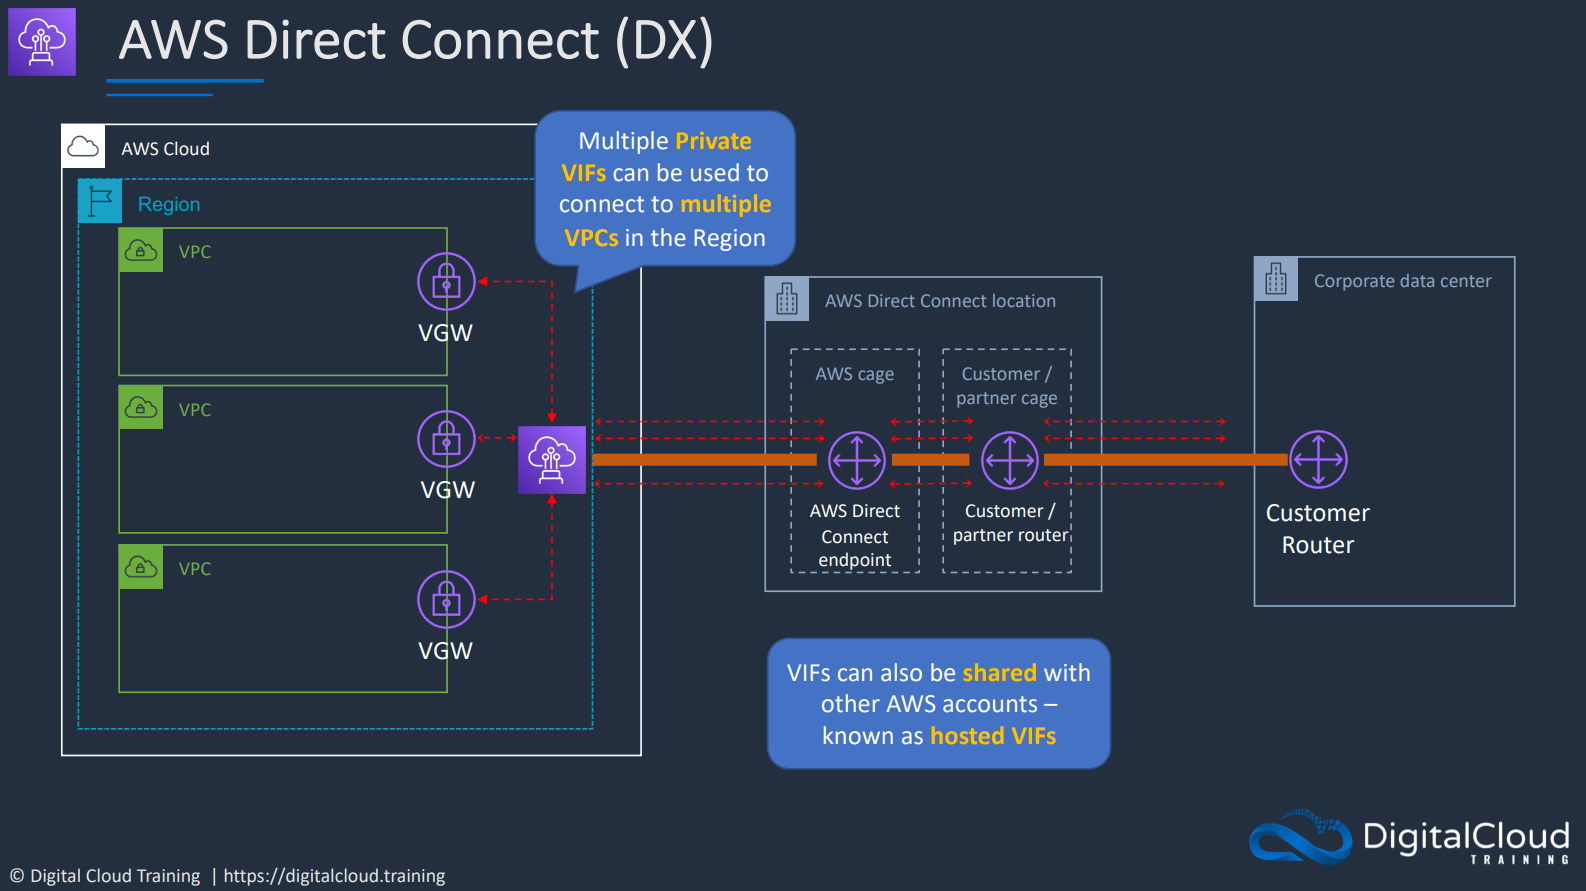 AWS Direct Connect (DX)
AWS Cloud
Region
VPC
VGW
VPC
VGW
VPC
VGW
Multiple Private
VIFs can be used to
connect to multiple
VPCs in the Region
AWS Direct Connect location
AWS cage
Customer /
partner cage
AWS Direct
Connect
endpoint
Customer /
partner router
Corporate data center
Customer
Router
VIFs can also be shared with
other AWS accounts –
known as hosted VIFs
DigitalCloud
TRAINING
© Digital Cloud Training | https://digitalcloud.training